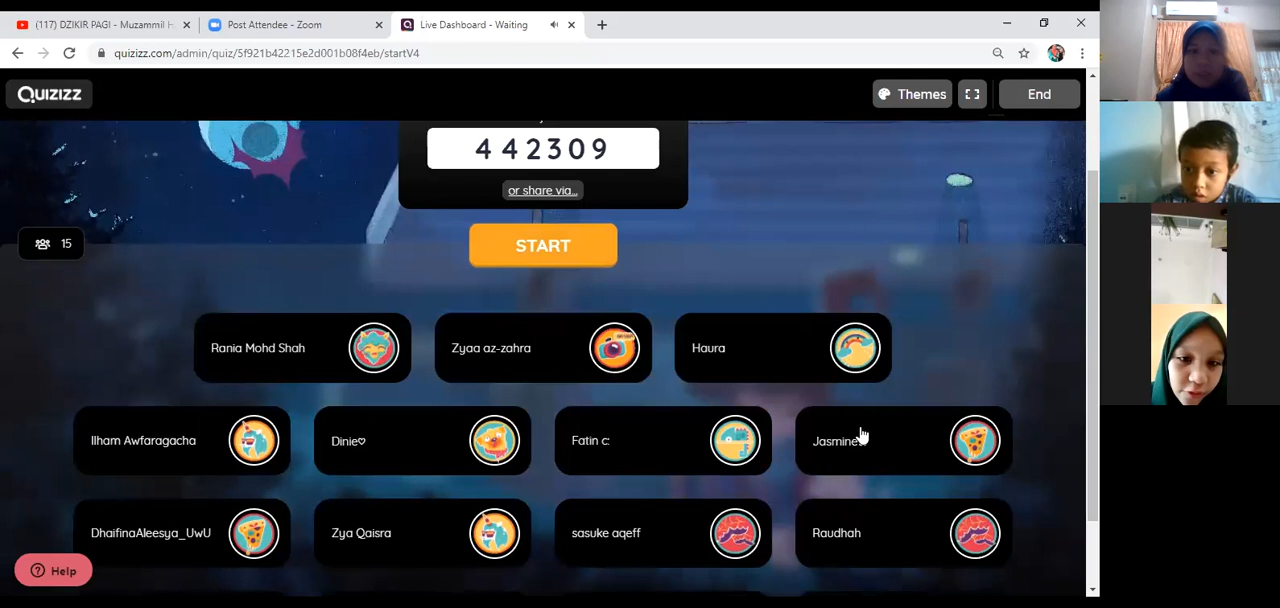 (117) DZIKIR PAGI - Muzammil H
Post Attendee - Zoom
Live Dashboard - Waiting
quizizz.com/admin/quiz/5f921b42215e2d001b08f4eb/startV4
Quizizz
Themes
End
442309
or share via...
15
START
Rania Mohd Shah
Zyaa az-zahra
Haura
Ilham Awfaragacha
Dinie♡
Fatin c:
Jasmine
DhaifinaAleesya_UwU
Zya Qaisra
sasuke aqeff
Raudhah
Help